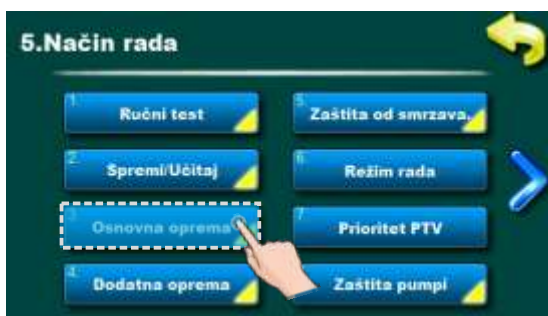 5.Način rada
1. Ručni test
2. Spremi/Učitaj
3. Osnovna oprema
4. Dodatna oprema
5. Zaštita od smrzava.
6. Režim rada
7. Prioritet PTV
Zaštita pumpi